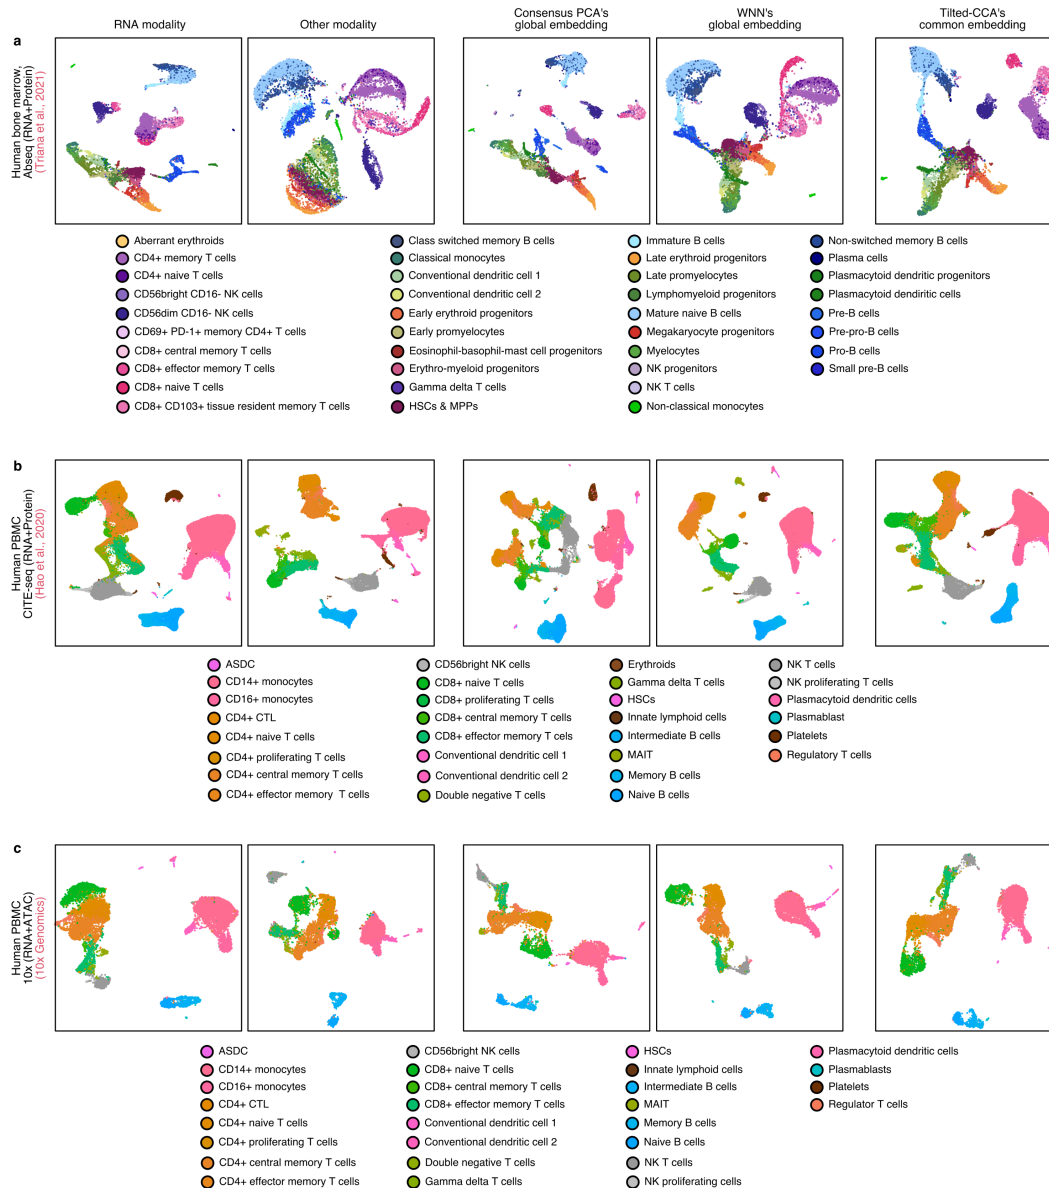 RNA modality
Other modality
Consensus PCA's
global embedding
WNN's
global embedding
Tilted-CCA's
common embedding
a
Human bone marrow,
Abseq (RNA+Protein)
(Triana et al., 2021)
Aberrant erythroids
CD4+ memory T cells
CD4+ naive T cells
CD56bright CD16- NK cells
CD56dim CD16- NK cells
CD69+ PD-1+ memory CD4+ T cells
CD8+ central memory T cells
CD8+ effector memory T cells
CD8+ naive T cells
CD8+ CD103+ tissue resident memory T cells
Class switched memory B cells
Classical monocytes
Conventional dendritic cell 1
Conventional dendritic cell 2
Early erythroid progenitors
Early promyelocytes
Eosinophil-basophil-mast cell progenitors
Erythro-myeloid progenitors
Gamma delta T cells
HSCs & MPPs
Immature B cells
Late erythroid progenitors
Late promyelocytes
Lymphomyeloid progenitors
Mature naive B cells
Megakaryocyte progenitors
Myelocytes
NK progenitors
NK T cells
Non-classical monocytes
Non-switched memory B cells
Plasma cells
Plasmacytoid dendritic progenitors
Plasmacytoid dendritic cells
Pre-B cells
Pre-pro-B cells
Pro-B cells
Small pre-B cells
b
Human PBMC
CITE-seq (RNA+Protein)
(Hao et al., 2020)
ASDC
CD14+ monocytes
CD16+ monocytes
CD4+ CTL
CD4+ naive T cells
CD4+ proliferating T cells
CD4+ central memory T cells
CD4+ effector memory T cells
CD56bright NK cells
CD8+ naive T cells
CD8+ proliferating T cells
CD8+ central memory T cells
CD8+ effector memory T cels
Conventional dendritic cell 1
Conventional dendritic cell 2
Double negative T cells
Erythroids
Gamma delta T cells
HSCs
Innate lymphoid cells
Intermediate B cells
MAIT
Memory B cells
Naive B cells
NK T cells
NK proliferating T cells
Plasmacytoid dendritic cells
Plasmablast
Platelets
Regulatory T cells
c
Human PBMC
10x (RNA+ATAC)
(10x Genomics)
ASDC
CD14+ monocytes
CD16+ monocytes
CD4+ CTL
CD4+ naive T cells
CD4+ proliferating T cells
CD4+ central memory T cells
CD4+ effector memory T cells
CD56bright NK cells
CD8+ naive T cells
CD8+ central memory T cells
CD8+ effector memory T cells
Conventional dendritic cell 1
Conventional dendritic cell 2
Double negative T cells
Gamma delta T cells
HSCs
Innate lymphoid cells
Intermediate B cells
MAIT
Memory B cells
Naive B cells
NK T cells
NK proliferating cells
Plasmacytoid dendritic cells
Plasmablasts
Platelets
Regulator T cells